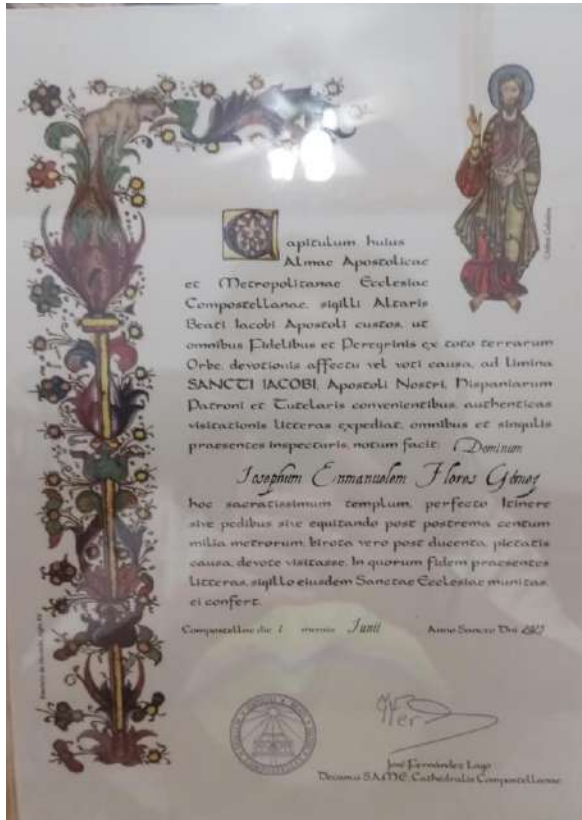 Capitulum huius
Almae Apostolicae
et Metropolitanae Ecclesiae
Compostellanae, sigilli Altaris
Beati Iacobi Apostoli custos, ut
omnibus Fidelibus et Peregrinis ex toto terrarum
Orbe, devotionis affectu vel voti causa, ad limina
SANCTI IACOBI, Apostoli Nostri, Hispaniarum
Patroni et Tutelaris convenientibus, authenticas
visitationis litteras expediat, omnibus et singulis
praesentes inspecturis, notum facit: Dominum
Iosephum Enmanuelem Flores Gómez
hoc sacratissimum templum, perfecto Itinere
sive pedibus sive equitando post postrema centum
milia metrorum, birota vero post ducenta, pietatis
causa, devote visitasse. In quorum fidem praesentes
litteras, sigillo eiusdem Sanctae Ecclesiae munitas,
ei confert.
Compostellae die 1 mensis Junii Anno Sancto Dni
José Fernández Lago
Decanus S.A.M.E. Cathedralis Compostellanae